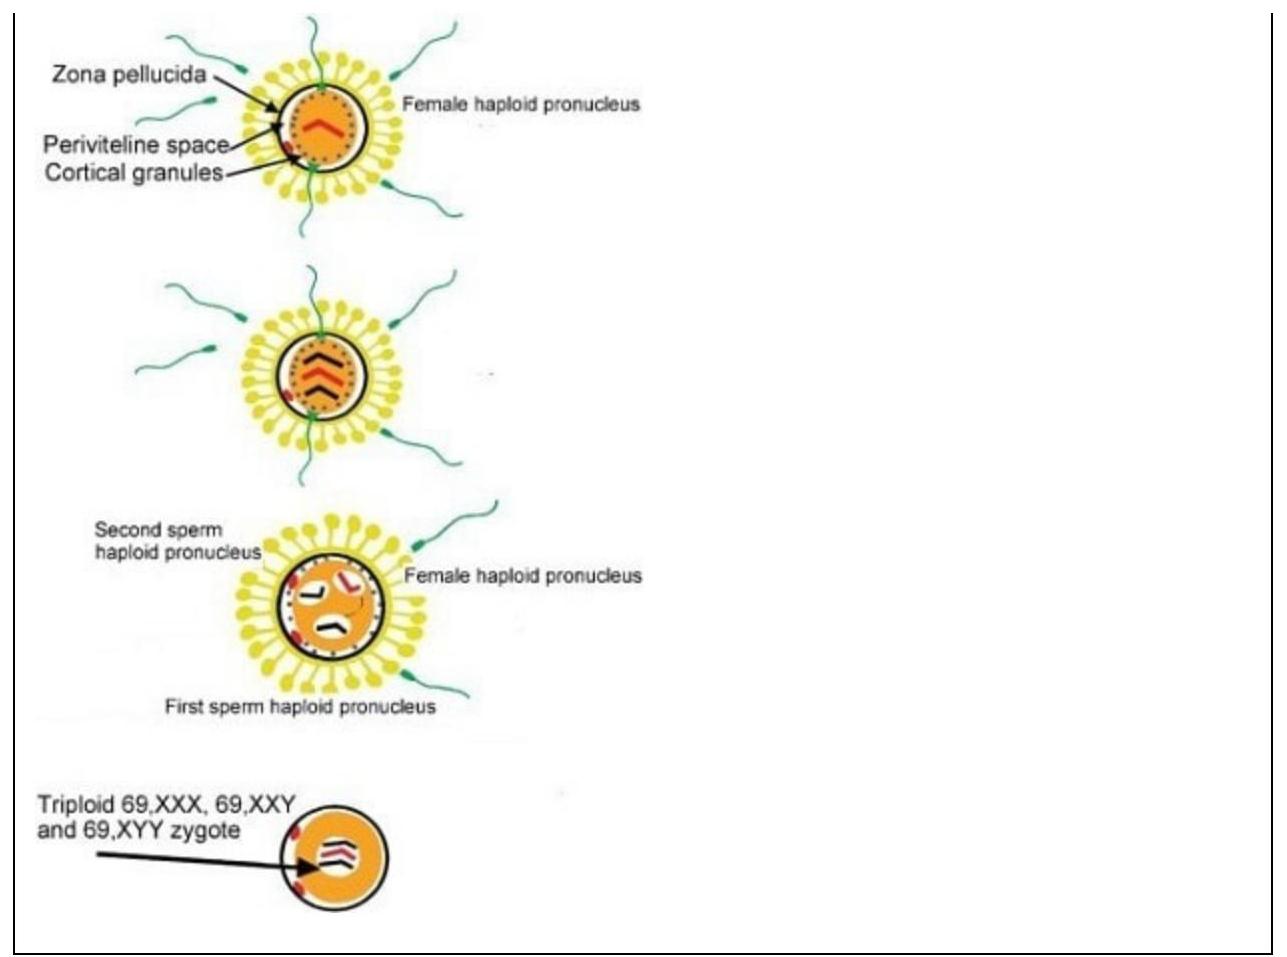 Zona pellucida
Female haploid pronucleus
Periviteline space
Cortical granules
Second sperm
haploid pronucleus
Female haploid pronucleus
First sperm haploid pronucleus
Triploid 69,XXX, 69,XXY
and 69,XYY zygote